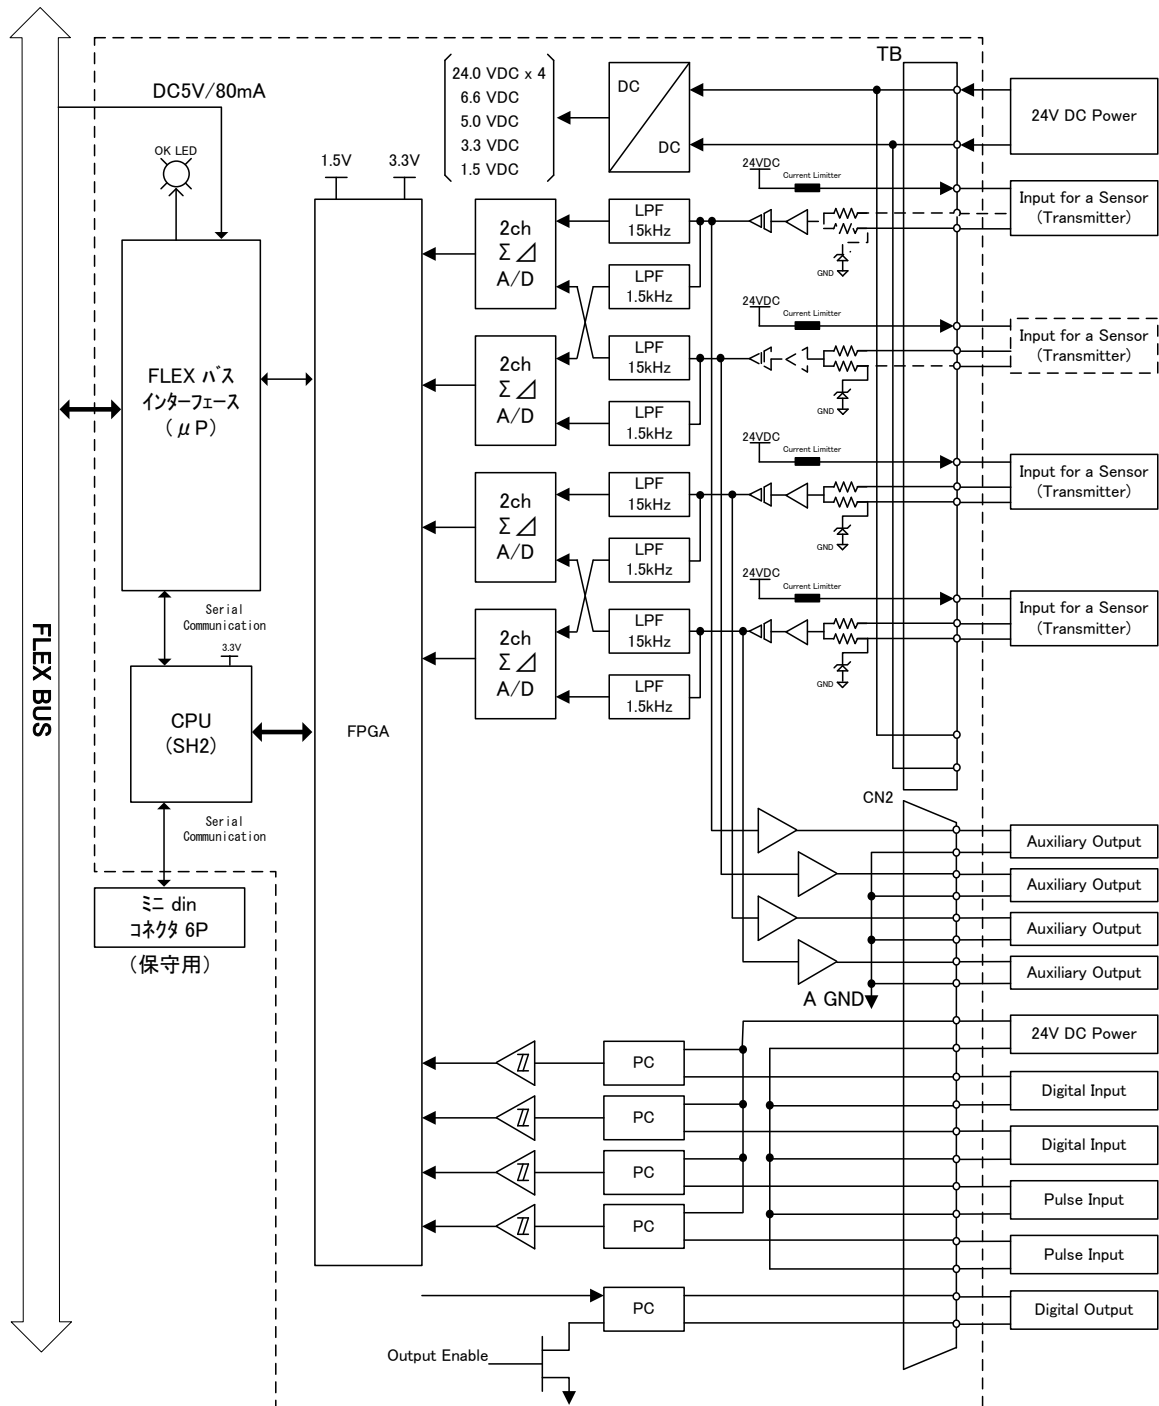 TB
DC5V/80mA
24.0 VDC x 4
6.6 VDC
5.0 VDC
3.3 VDC
1.5 VDC
DC
DC
24V DC Power
OK LED
1.5V
3.3V
24VDC
Current Limitter
Input for a Sensor
(Transmitter)
GND
2ch
Σ⊿
A/D
LPF
15kHz
LPF
1.5kHz
24VDC
Current Limitter
Input for a Sensor
(Transmitter)
GND
2ch
Σ⊿
A/D
LPF
15kHz
LPF
1.5kHz
FLEX バス
インターフェース
(μP)
24VDC
Current Limitter
Input for a Sensor
(Transmitter)
GND
2ch
Σ⊿
A/D
LPF
15kHz
LPF
1.5kHz
24VDC
Current Limitter
Input for a Sensor
(Transmitter)
GND
2ch
Σ⊿
A/D
LPF
15kHz
LPF
1.5kHz
Serial
Communication
3.3V
FLEX BUS
CPU
(SH2)
FPGA
Serial
Communication
ミニ din
コネクタ 6P
(保守用)
CN2
Auxiliary Output
Auxiliary Output
Auxiliary Output
Auxiliary Output
A GND
24V DC Power
PC
Digital Input
PC
Digital Input
PC
Pulse Input
PC
Pulse Input
PC
Digital Output
Output Enable